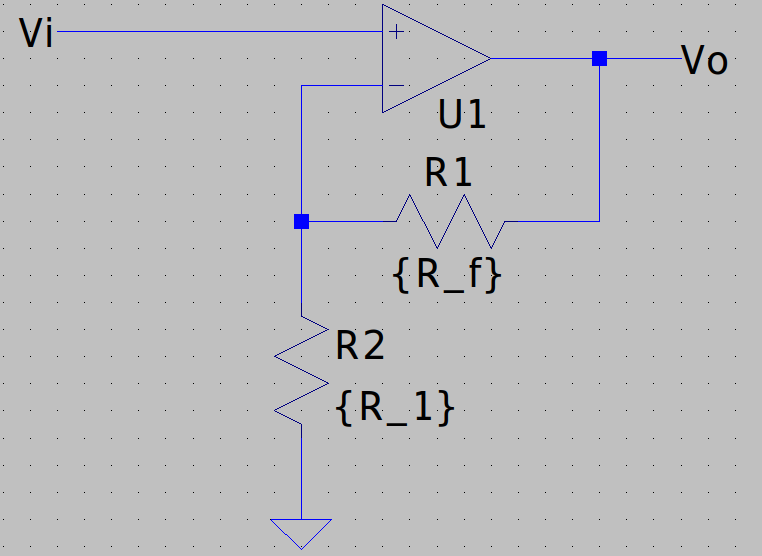 Vi
+
Vo
−
U1
R1
{R_f}
R2
{R_1}